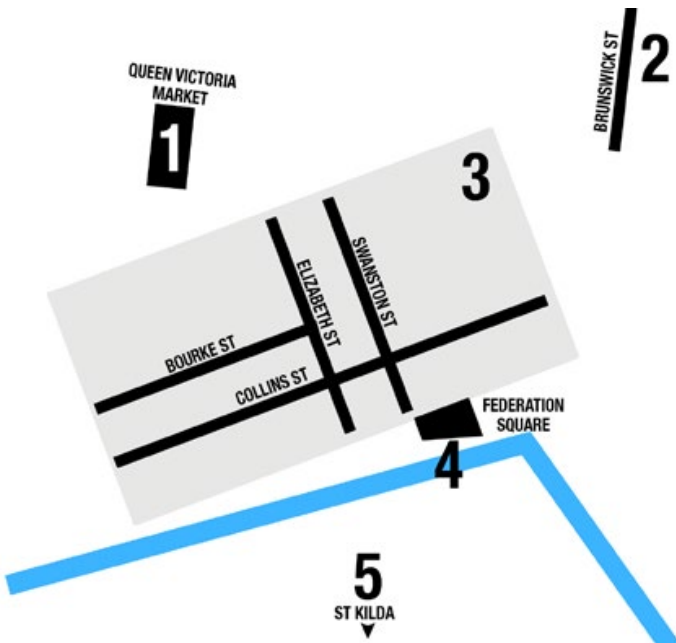 QUEEN VICTORIA
MARKET
1
BRUNSWICK ST
2
3
ELIZABETH ST
SWANSTON ST
BOURKE ST
COLLINS ST
FEDERATION
SQUARE
4
5
ST KILDA